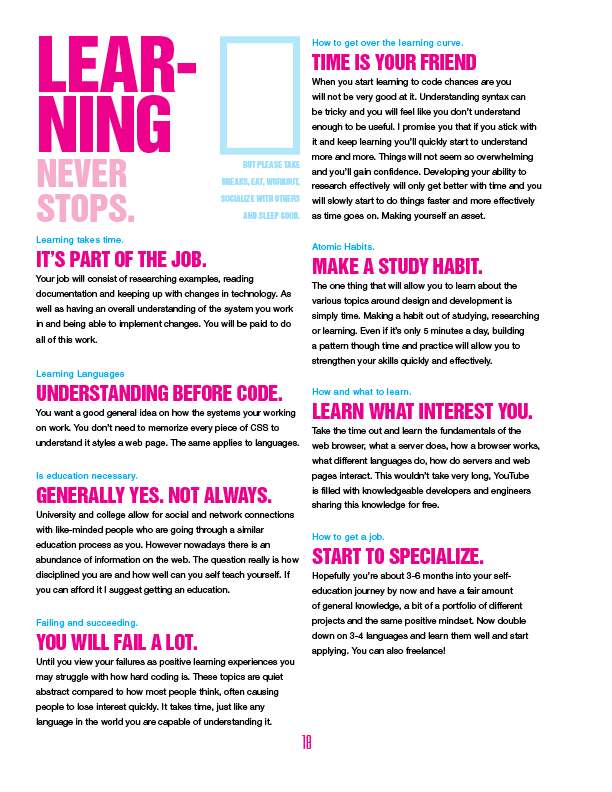 LEAR-
NING
NEVER
STOPS.
BUT PLEASE TAKE
BREAKS, EAT, WORKOUT,
SOCIALIZE WITH OTHERS
AND SLEEP GOOD.
Learning takes time.
IT'S PART OF THE JOB.
Your job will consist of researching examples, reading
documentation and keeping up with changes in technology. As
well as having an overall understanding of the system you work
in and being able to implement changes. You will be paid to do
all of this work.
Learning Languages
UNDERSTANDING BEFORE CODE.
You want a good general idea on how the systems your working
on work. You don't need to memorize every piece of CSS to
understand it styles a web page. The same applies to languages.
Is education necessary.
GENERALLY YES. NOT ALWAYS.
University and college allow for social and network connections
with like-minded people who are going through a similar
education process as you. However nowadays there is an
abundance of information on the web. The question really is how
disciplined you are and how well can you self teach yourself. If
you can afford it I suggest getting an education.
Failing and succeeding.
YOU WILL FAIL A LOT.
Until you view your failures as positive learning experiences you
may struggle with how hard coding is. These topics are quiet
abstract compared to how most people think, often causing
people to lose interest quickly. It takes time, just like any
language in the world you are capable of understanding it.
How to get over the learning curve.
TIME IS YOUR FRIEND
When you start learning to code chances are you
will not be very good at it. Understanding syntax can
be tricky and you will feel like you don't understand
enough to be useful. I promise you that if you stick with
it and keep learning you'll quickly start to understand
more and more. Things will not seem so overwhelming
and you'll gain confidence. Developing your ability to
research effectively will only get better with time and you
will slowly start to do things faster and more effectively
as time goes on. Making yourself an asset.
Atomic Habits.
MAKE A STUDY HABIT.
The one thing that will allow you to learn about the
various topics around design and development is
simply time. Making a habit out of studying, researching
or learning. Even if it's only 5 minutes a day, building
a pattern though time and practice will allow you to
strengthen your skills quickly and effectively.
How and what to learn.
LEARN WHAT INTEREST YOU.
Take the time out and learn the fundamentals of the
web browser, what a server does, how a browser works,
what different languages do, how do servers and web
pages interact. This wouldn't take very long, YouTube
is filled with knowledgeable developers and engineers
sharing this knowledge for free.
How to get a job.
START TO SPECIALIZE.
Hopefully you're about 3-6 months into your self-
education journey by now and have a fair amount
of general knowledge, a bit of a portfolio of different
projects and the same positive mindset. Now double
down on 3-4 languages and learn them well and start
applying. You can also freelance!
18